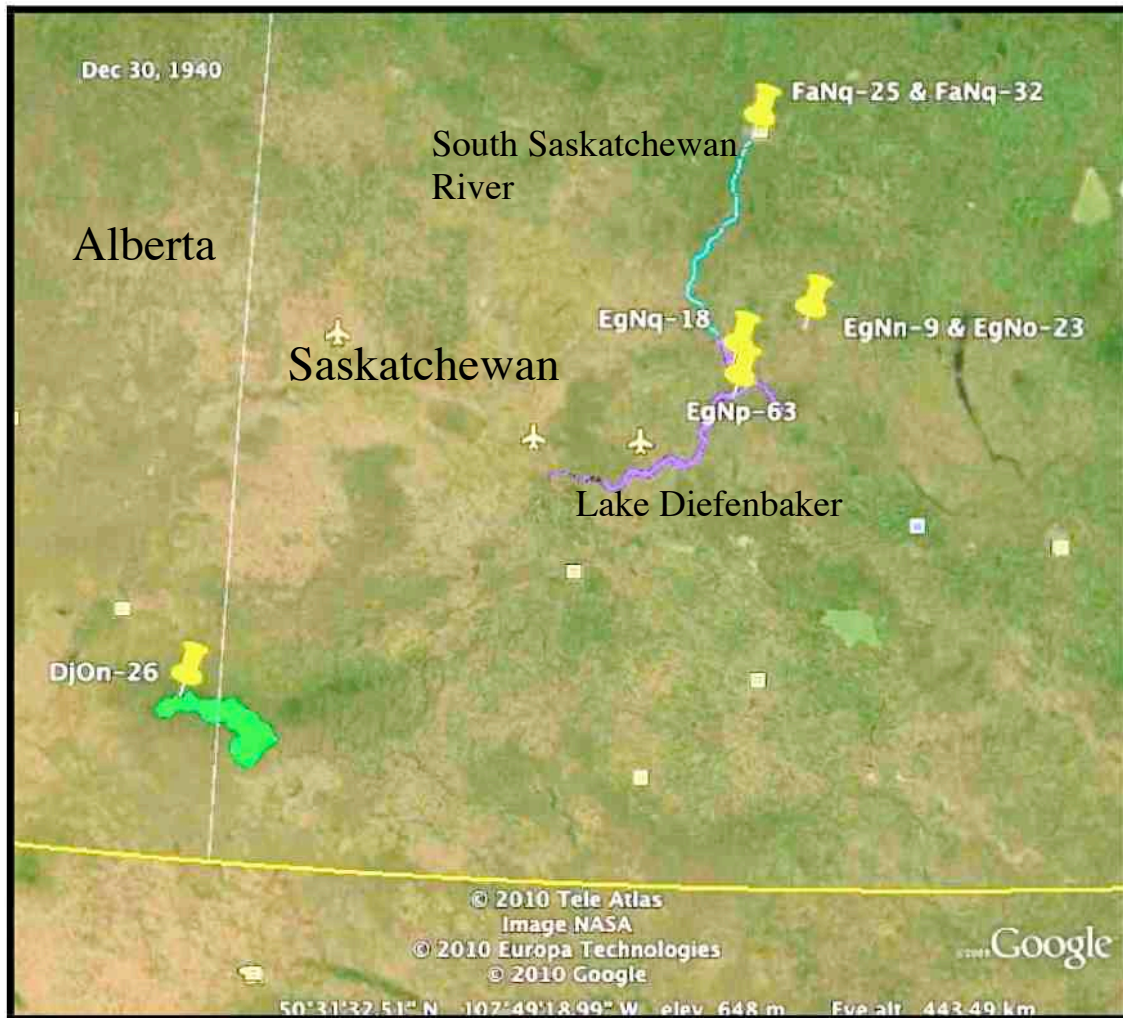 Dec 30, 1940
FaNq-25 & FaNq-32
South Saskatchewan
River
Alberta
EgNq-18
EgNn-9 & EgNo-23
Saskatchewan
EgNp-63
Lake Diefenbaker
DjOn-26
© 2010 Tele Atlas
Image NASA
© 2010 Europa Technologies
© 2010 Google
Google
50°31'32.51" N 107°49'18.99" W elev 648 m Eye alt 443.49 km